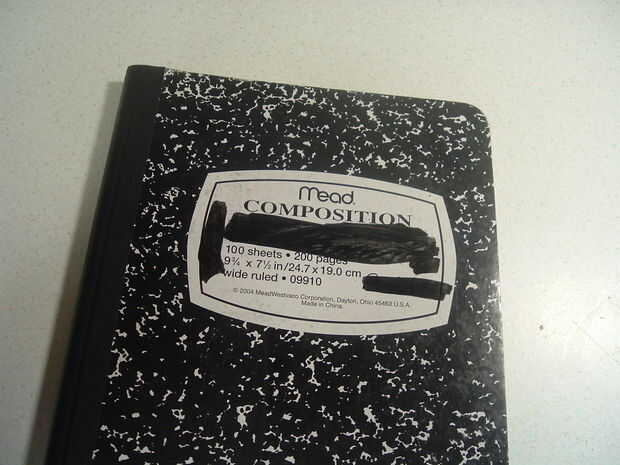 Mead
COMPOSITION
100 sheets • 200 pages
9¾ x 7½ in/24.7 x 19.0 cm
wide ruled • 09910
© 2004 MeadWestvaco Corporation, Dayton, Ohio 45463 U.S.A.
Made in China.